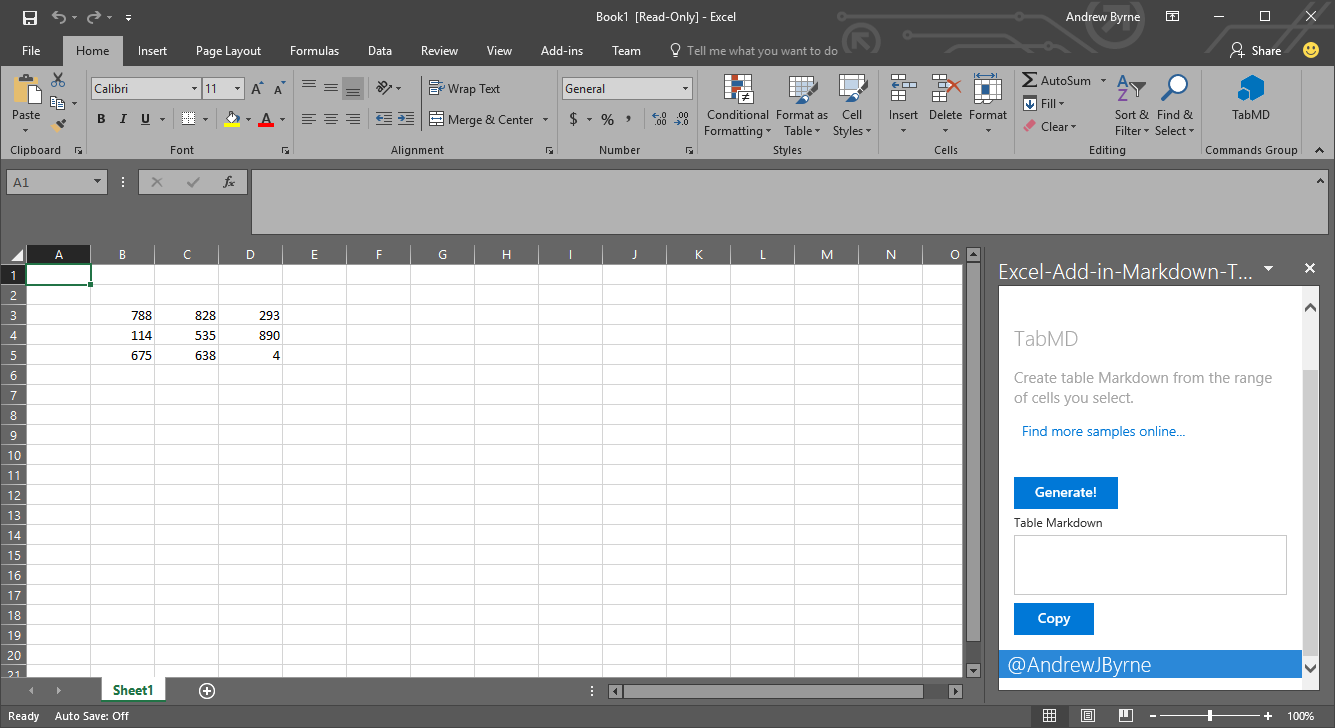 Book1 [Read-Only] - Excel
Andrew Byrne
File Home Insert Page Layout Formulas Data Review View Add-ins Team Tell me what you want to do Share
Paste
Clipboard
Calibri 11 A A
B I U A
Font
Wrap Text
Merge & Center
Alignment
General
$ % , .00 .0
Number
Conditional Formatting
Format as Table
Cell Styles
Styles
Insert Delete Format
Cells
AutoSum
Fill
Clear
Sort & Filter
Find & Select
Editing
TabMD
Commands Group
A1 fx
A B C D E F G H I J K L M N O
1
2
3 788 828 293
4 114 535 890
5 675 638 4
6
7
8
9
10
11
12
13
14
15
16
17
18
19
20
21
Excel-Add-in-Markdown-T...
TabMD
Create table Markdown from the range
of cells you select.
Find more samples online...
Generate!
Table Markdown
Copy
@AndrewJByrne
Sheet1
Ready Auto Save: Off 100%